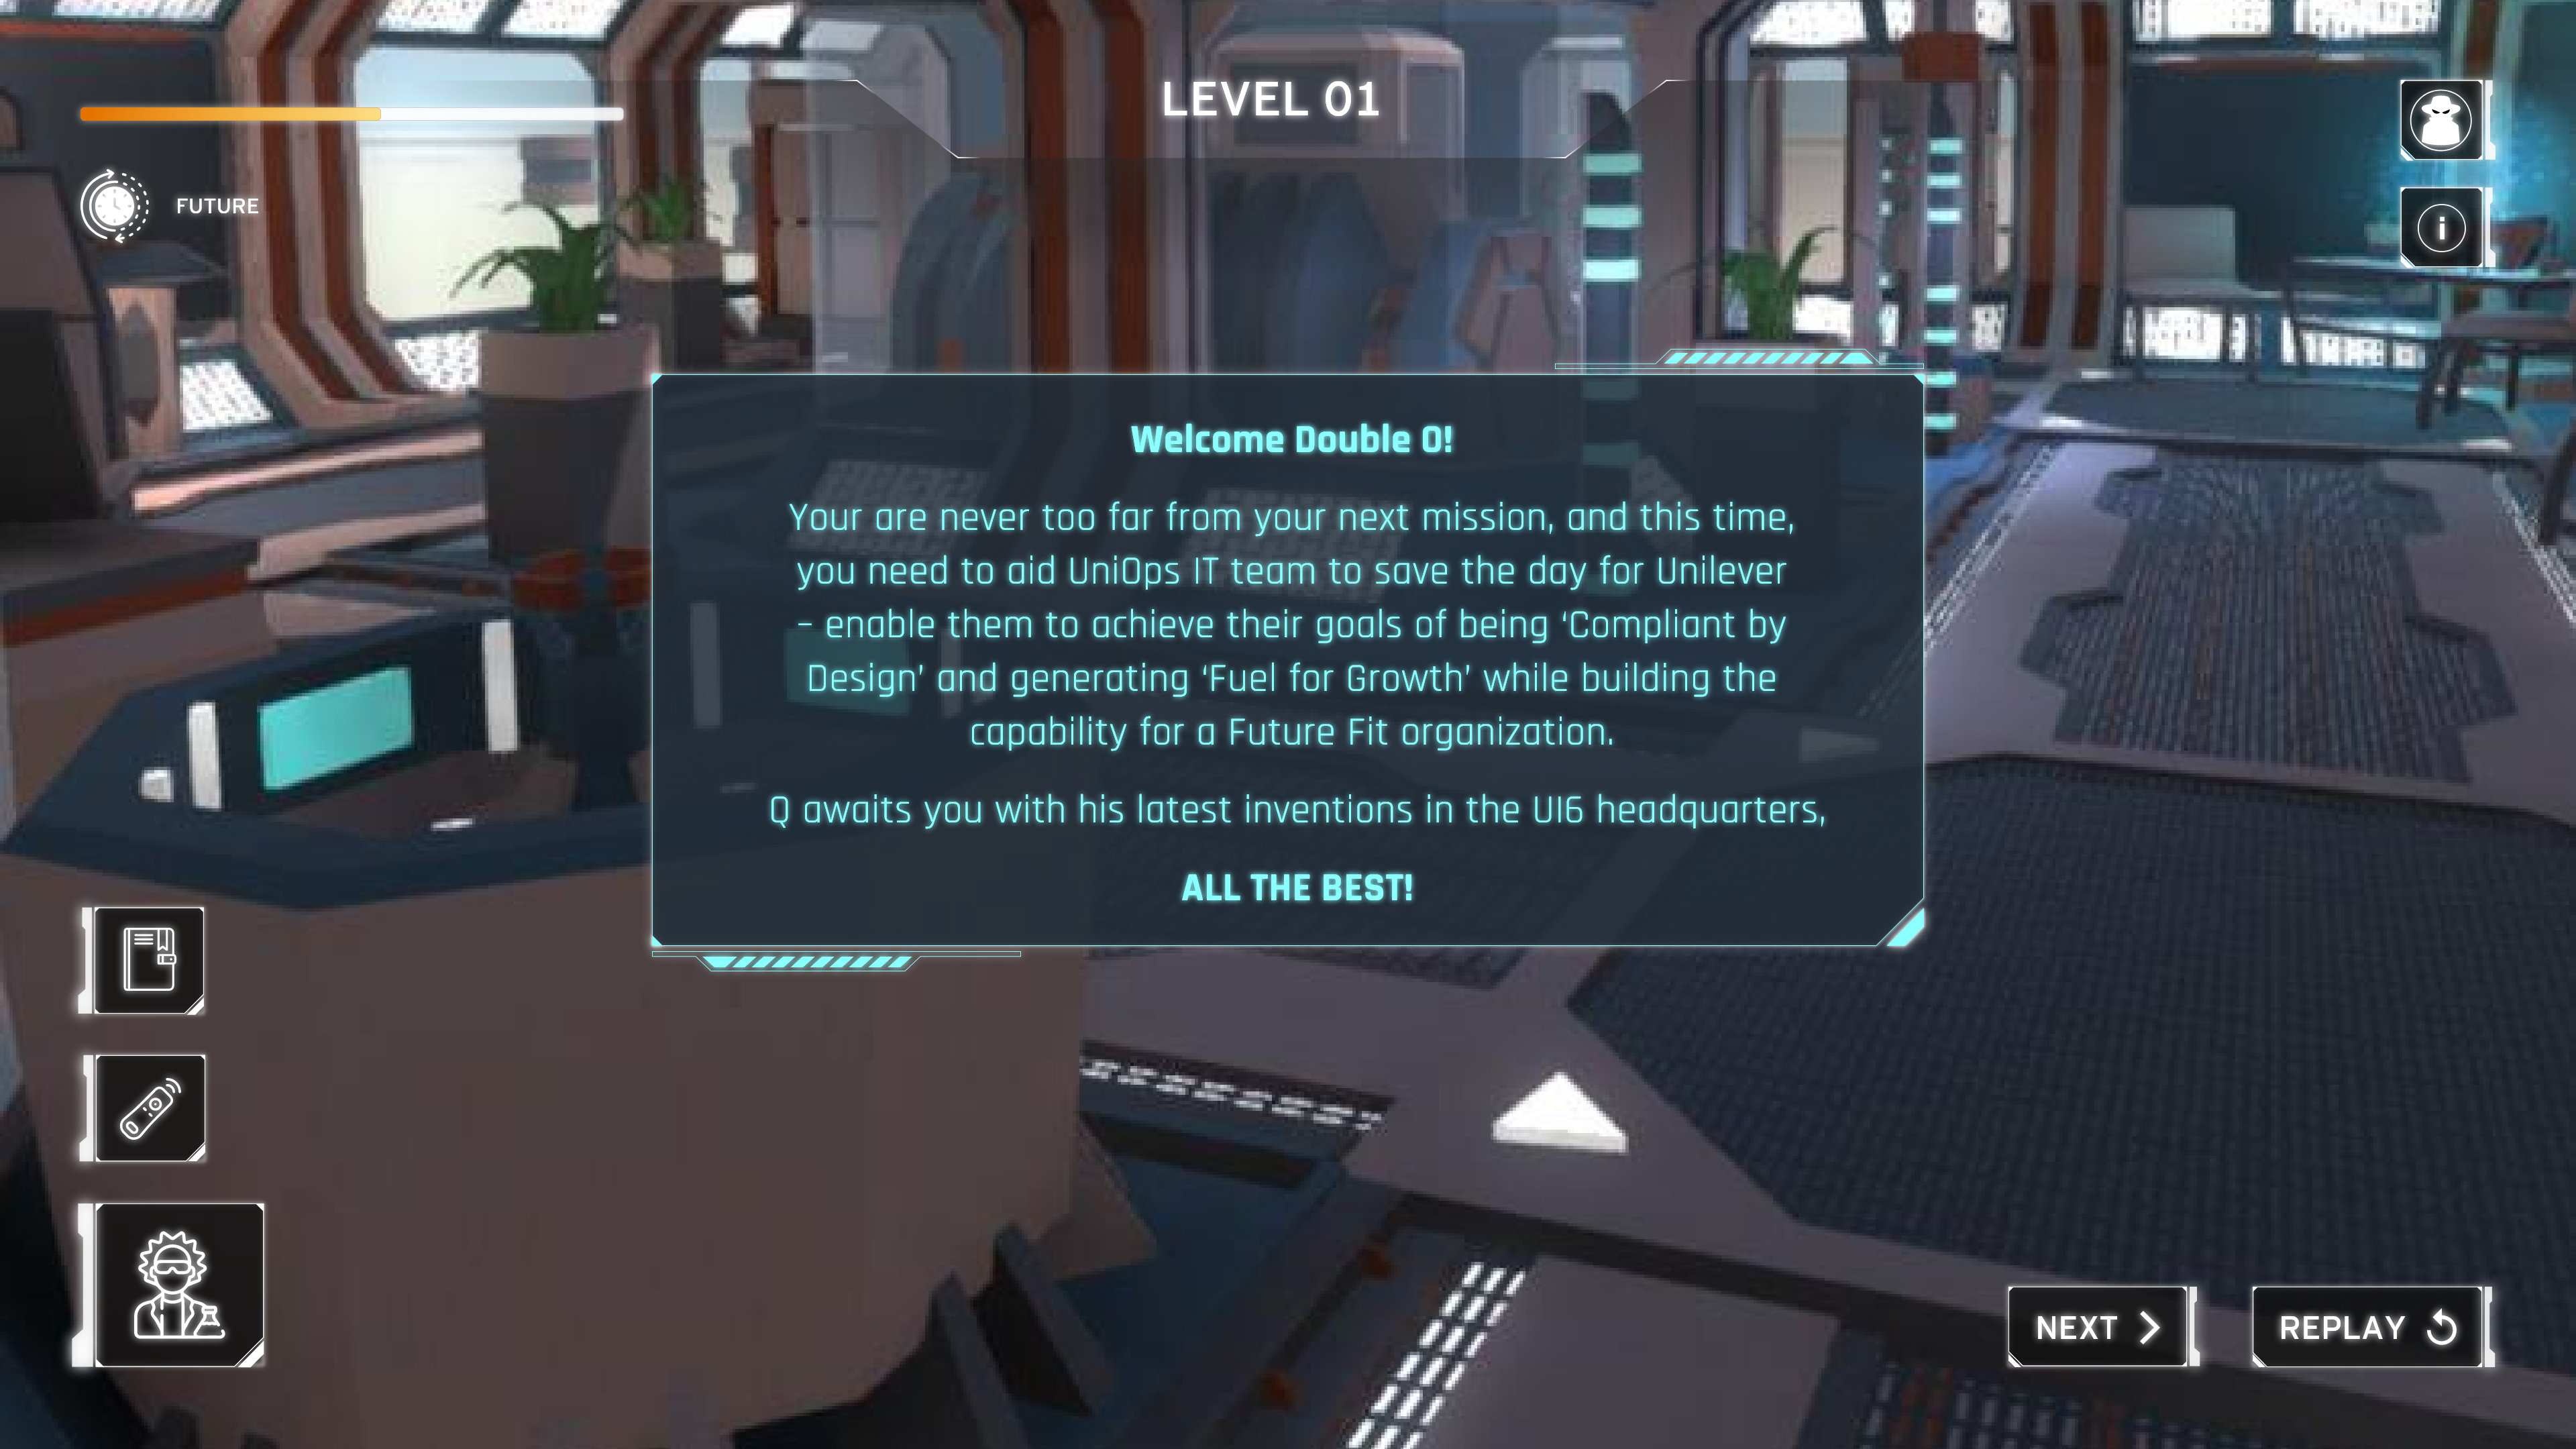 LEVEL 01
FUTURE
i
Welcome Double O!
Your are never too far from your next mission, and this time,
you need to aid UniOps IT team to save the day for Unilever
– enable them to achieve their goals of being ‘Compliant by
Design’ and generating ‘Fuel for Growth’ while building the
capability for a Future Fit organization.
Q awaits you with his latest inventions in the UI6 headquarters,
ALL THE BEST!
NEXT
REPLAY